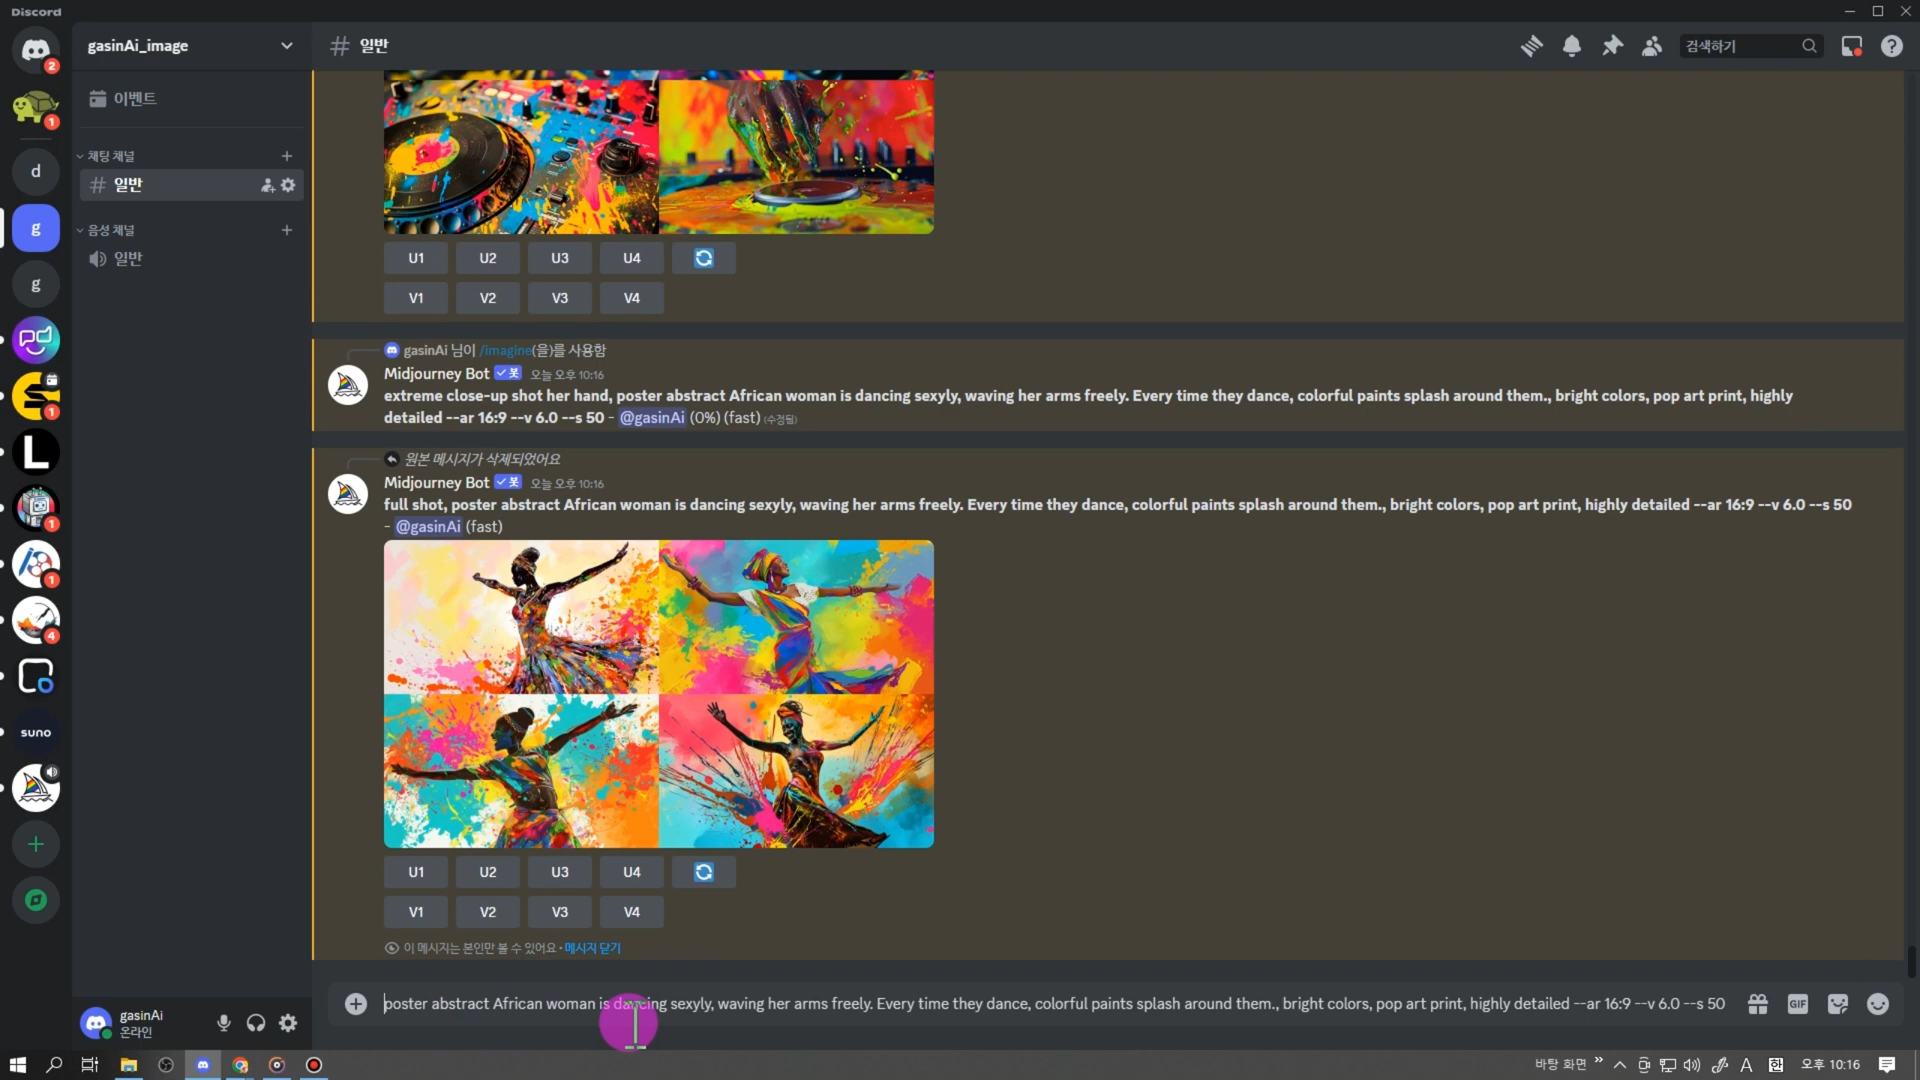 Discord
gasinAi_image
일반
검색하기
2
이벤트
1
채팅 채널
d
일반
g
음성 채널
일반
g
U1 U2 U3 U4
V1 V2 V3 V4
gasinAi 님이 /imagine(을)를 사용함
Midjourney Bot ✓ 봇 오늘 오후 10:16
extreme close-up shot her hand, poster abstract African woman is dancing sexyly, waving her arms freely. Every time they dance, colorful paints splash around them., bright colors, pop art print, highly
detailed --ar 16:9 --v 6.0 --s 50 - @gasinAi (0%) (fast) (수정됨)
1
L
원본 메시지가 삭제되었어요
Midjourney Bot ✓ 봇 오늘 오후 10:16
full shot, poster abstract African woman is dancing sexyly, waving her arms freely. Every time they dance, colorful paints splash around them., bright colors, pop art print, highly detailed --ar 16:9 --v 6.0 --s 50
- @gasinAi (fast)
1
1
4
suno
U1 U2 U3 U4
V1 V2 V3 V4
이 메시지는 본인만 볼 수 있어요 • 메시지 닫기
poster abstract African woman is dancing sexyly, waving her arms freely. Every time they dance, colorful paints splash around them., bright colors, pop art print, highly detailed --ar 16:9 --v 6.0 --s 50
GIF
gasinAi
온라인
바탕 화면 » A 한 오후 10:16